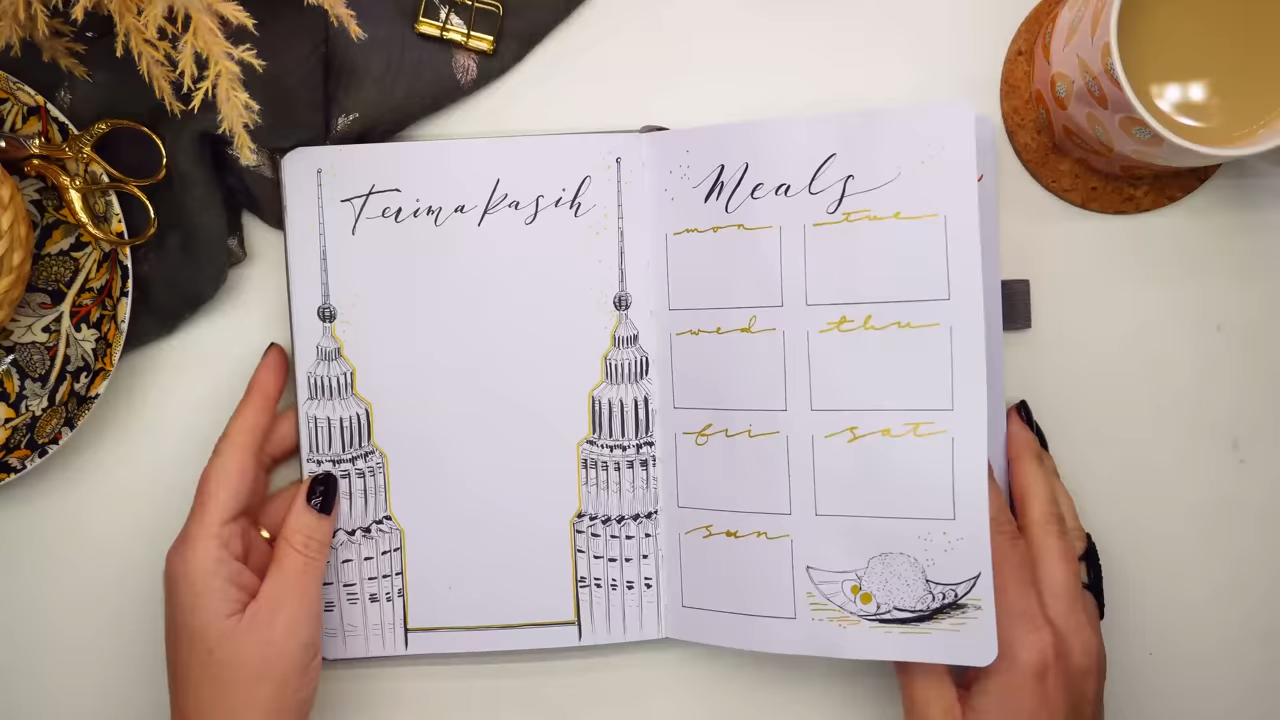 Terima kasih
Meals
mon
tue
wed
thu
fri
sat
sun